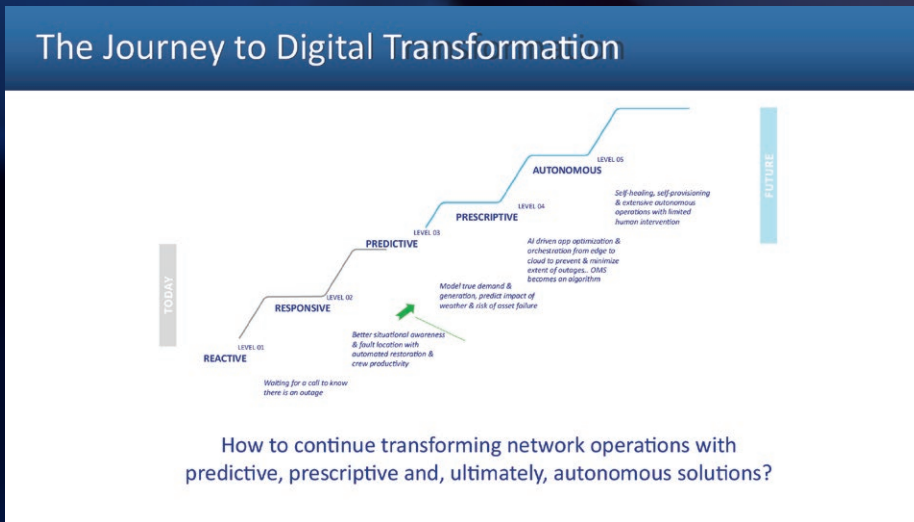 The Journey to Digital Transformation
TODAY
REACTIVE
LEVEL 01
Waiting for a call to know
there is an outage
RESPONSIVE
LEVEL 02
Better situational awareness
& fault location with
automated restoration &
crew productivity
PREDICTIVE
LEVEL 03
Model true demand &
generation, predict impact of
weather & risk of asset failure
PRESCRIPTIVE
LEVEL 04
AI driven app optimization &
orchestration from edge to
cloud to prevent & minimize
extent of outages.. OMS
becomes an algorithm
AUTONOMOUS
LEVEL 05
Self-healing, self-provisioning
& extensive autonomous
operations with limited
human intervention
FUTURE
How to continue transforming network operations with
predictive, prescriptive and, ultimately, autonomous solutions?